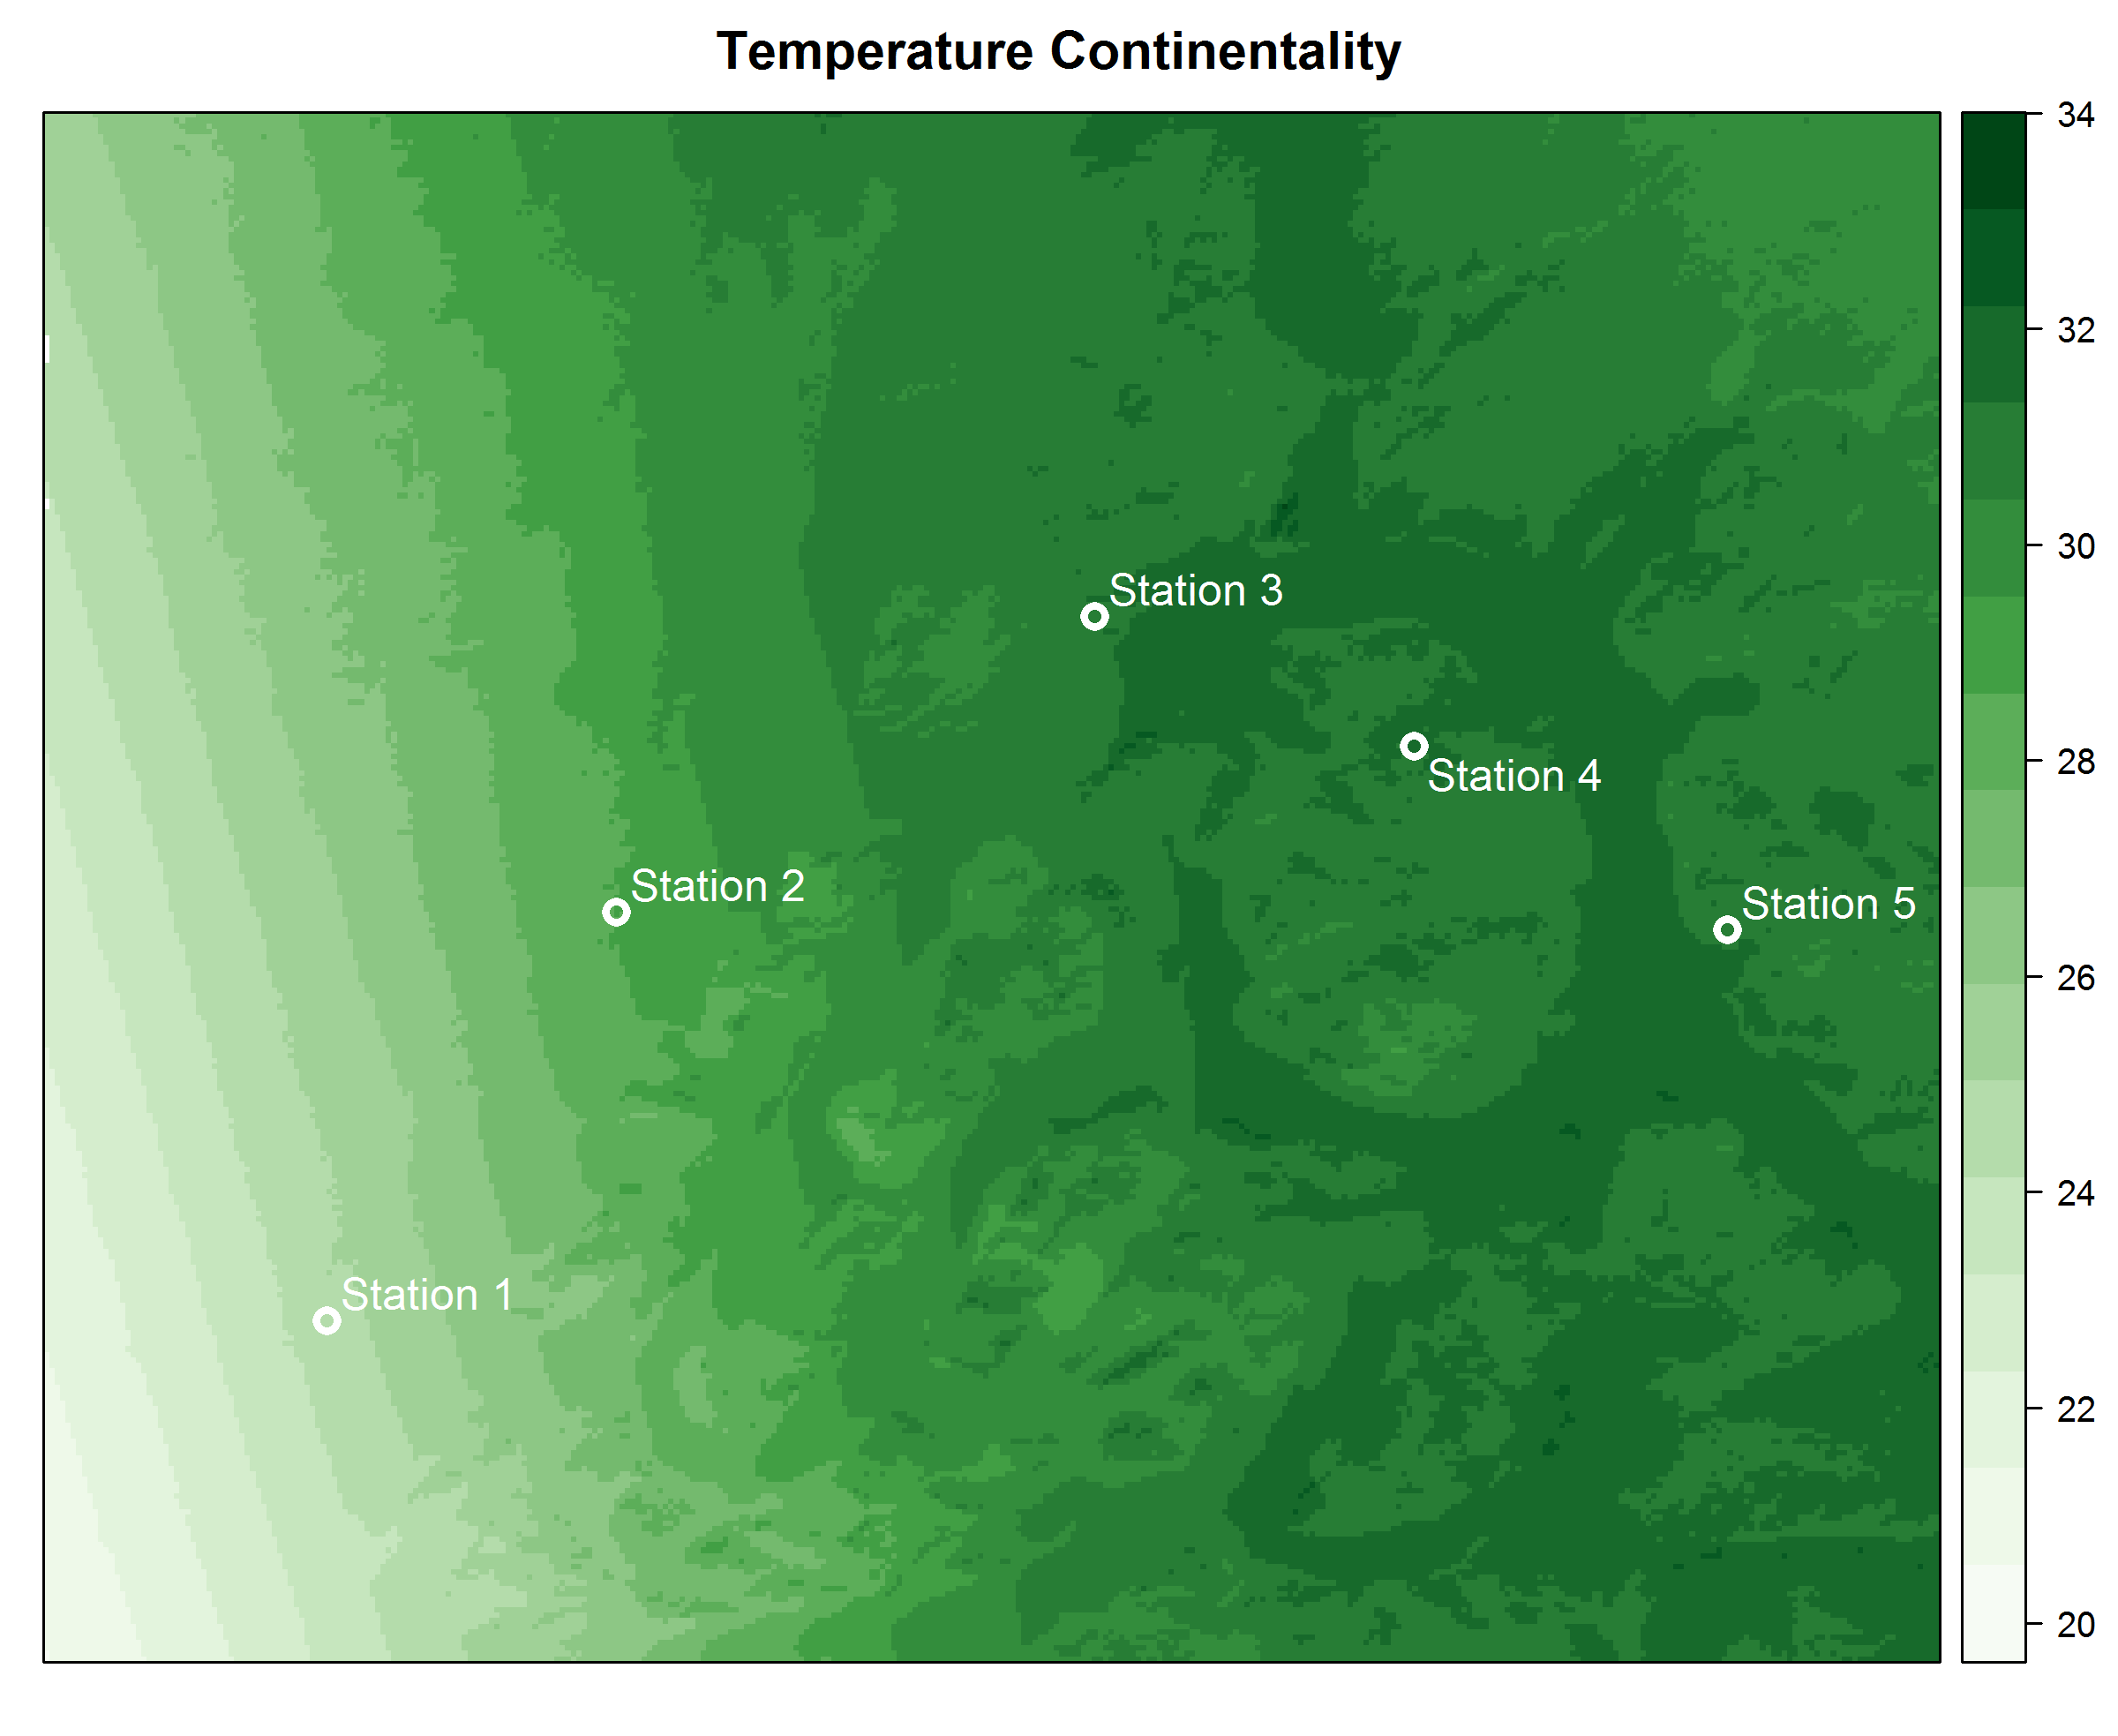 Temperature Continentality
34
32
30
Station 3
28
Station 4
Station 2
Station 5
26
24
Station 1
22
20